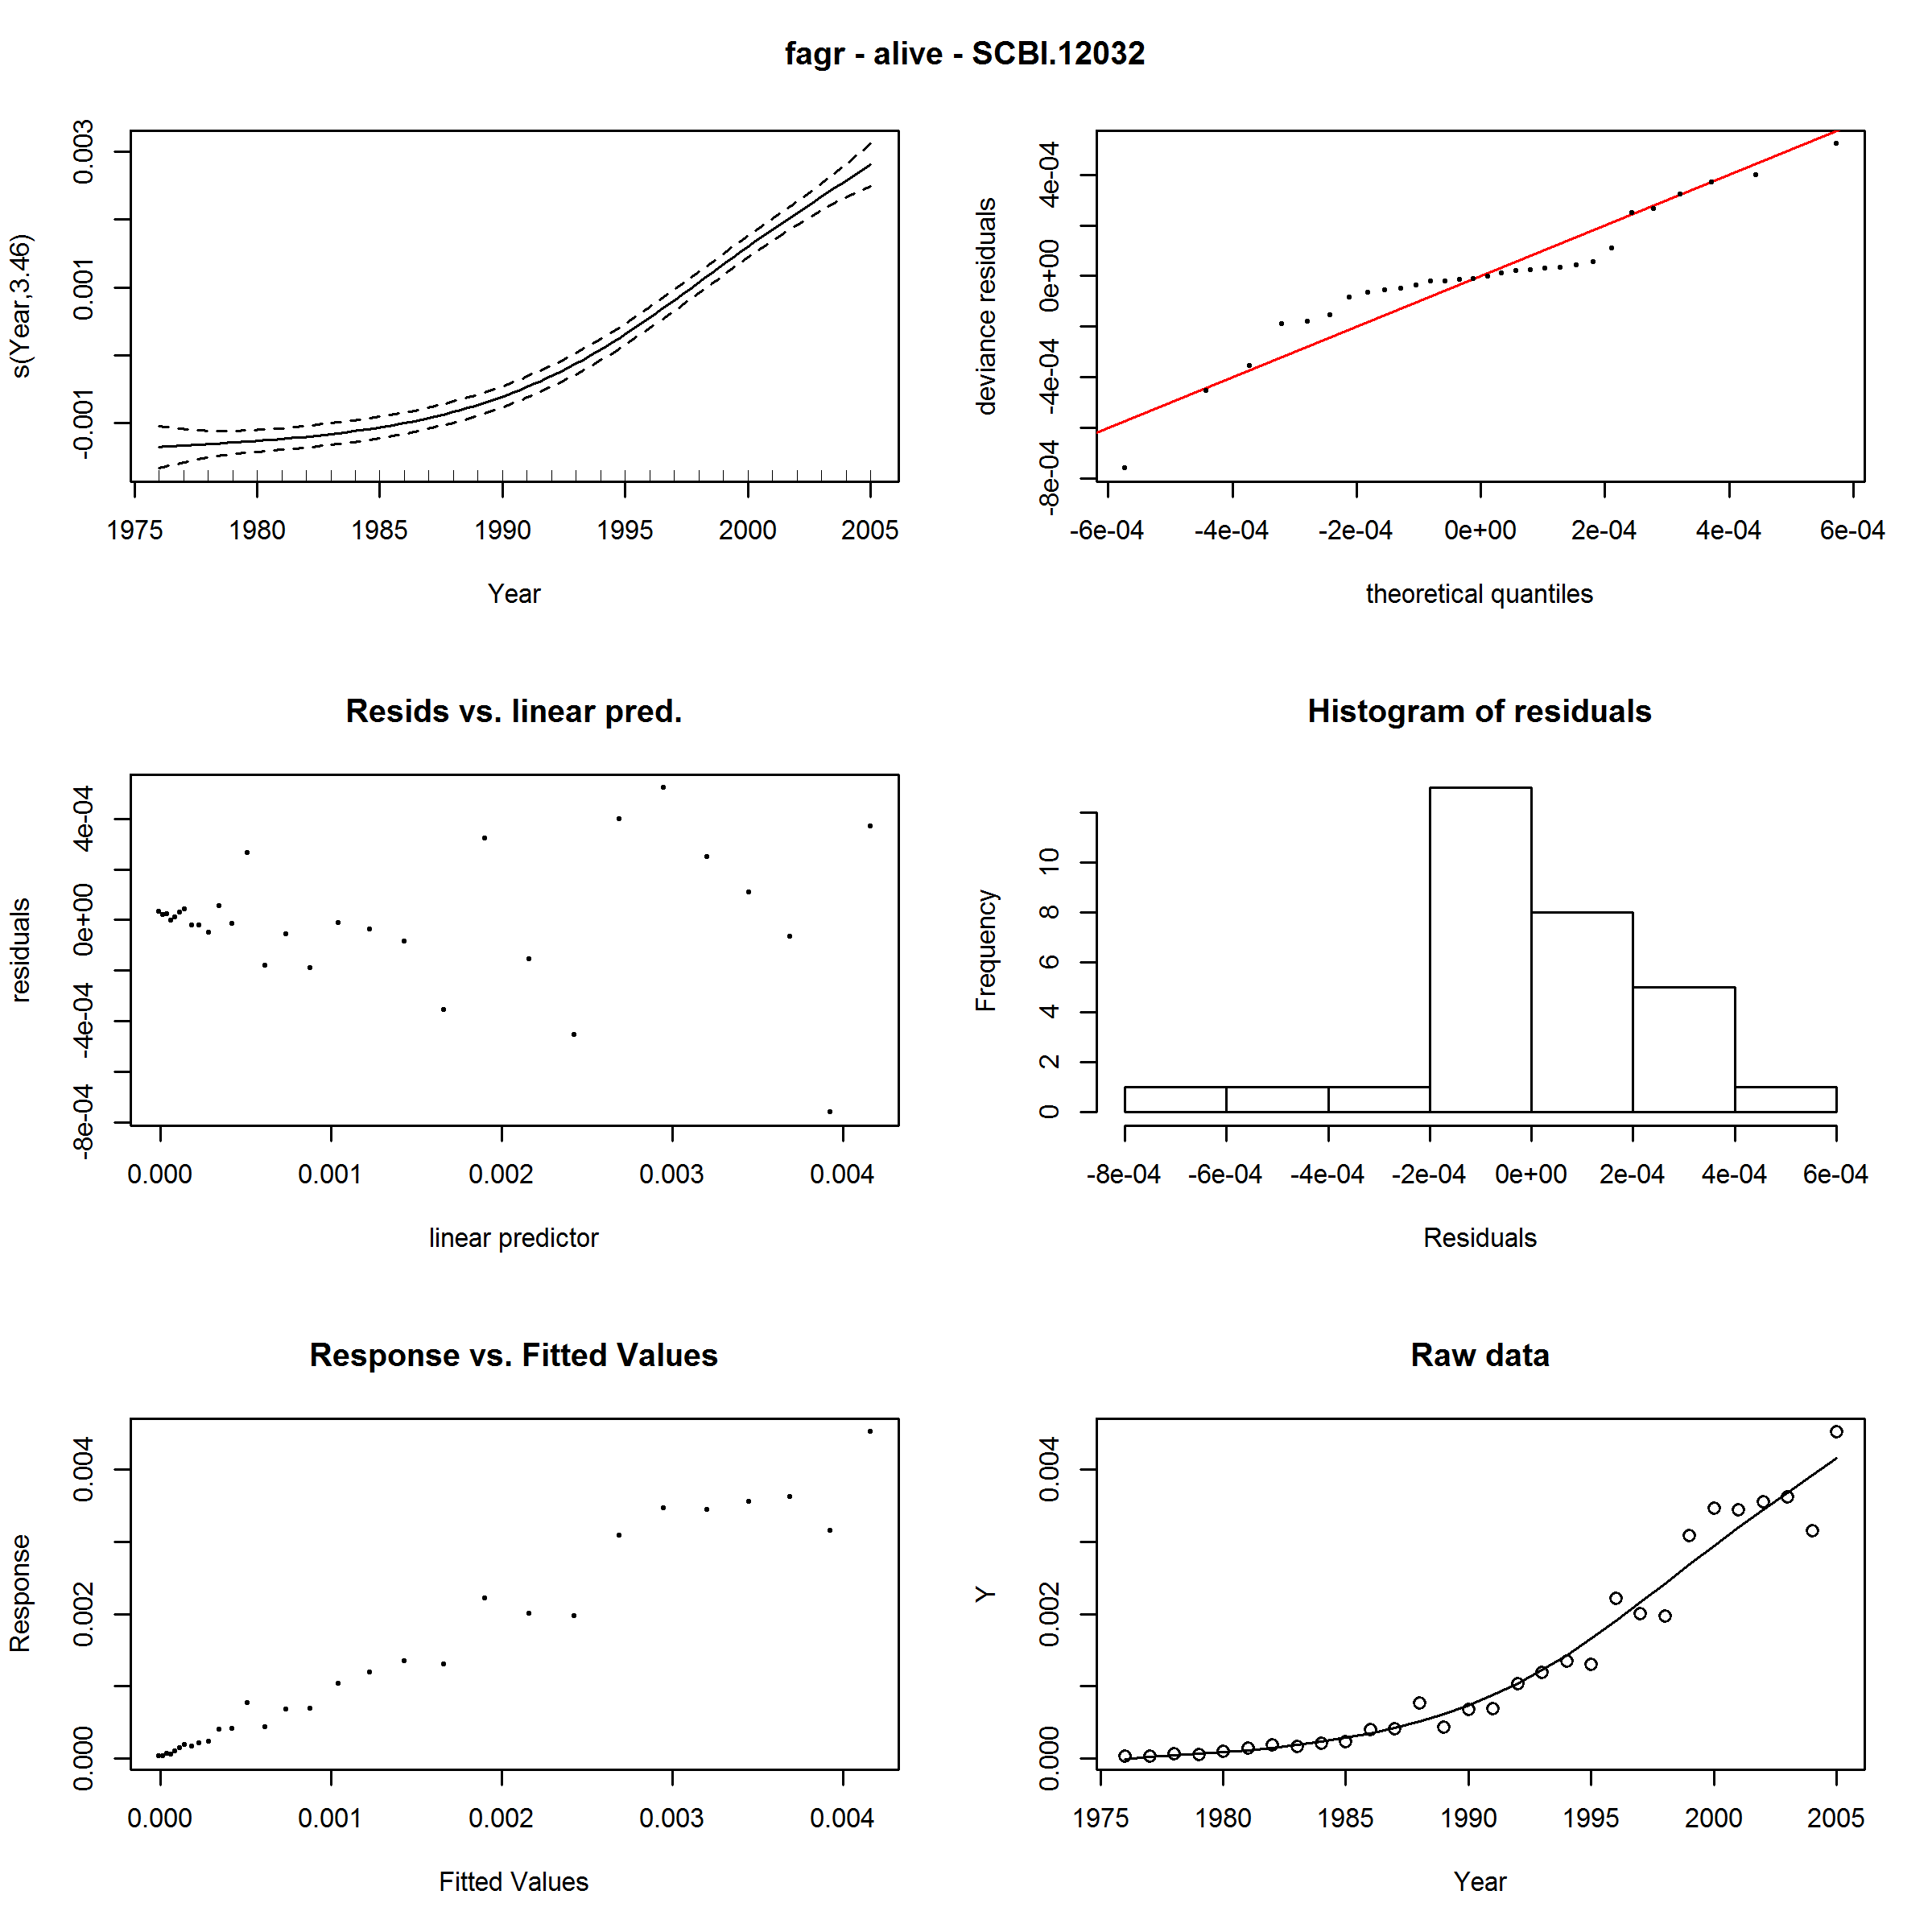 fagr - alive - SCBI.12032
s(Year,3.46)
-0.001 0.001 0.003
1975 1980 1985 1990 1995 2000 2005
Year
deviance residuals
-8e-04 -4e-04 0e+00 4e-04
-6e-04 -4e-04 -2e-04 0e+00 2e-04 4e-04 6e-04
theoretical quantiles
Resids vs. linear pred.
residuals
-8e-04 -4e-04 0e+00 4e-04
0.000 0.001 0.002 0.003 0.004
linear predictor
Histogram of residuals
Frequency
0 2 4 6 8 10
-8e-04 -6e-04 -4e-04 -2e-04 0e+00 2e-04 4e-04 6e-04
Residuals
Response vs. Fitted Values
Response
0.000 0.002 0.004
0.000 0.001 0.002 0.003 0.004
Fitted Values
Raw data
Y
0.000 0.002 0.004
1975 1980 1985 1990 1995 2000 2005
Year